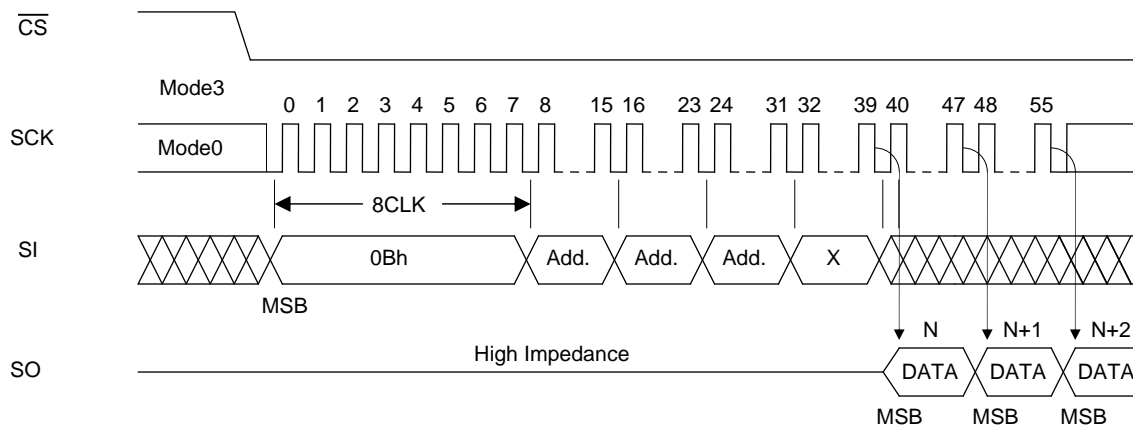 CS
Mode3
0 1 2 3 4 5 6 7 8 15 16 23 24 31 32 39 40 47 48 55
SCK
Mode0
8CLK
SI
0Bh Add. Add. Add. X
MSB
N N+1 N+2
High Impedance
SO
DATA DATA DATA
MSB MSB MSB